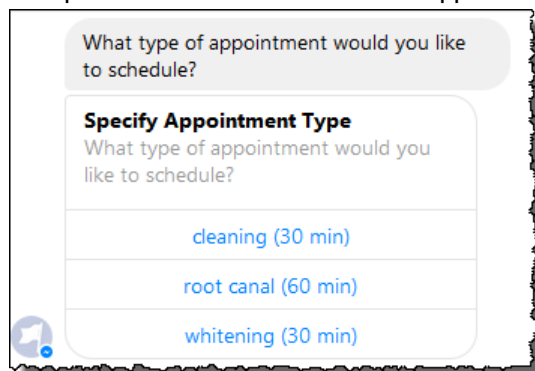 What type of appointment would you like
to schedule?
Specify Appointment Type
What type of appointment would you
like to schedule?
cleaning (30 min)
root canal (60 min)
whitening (30 min)